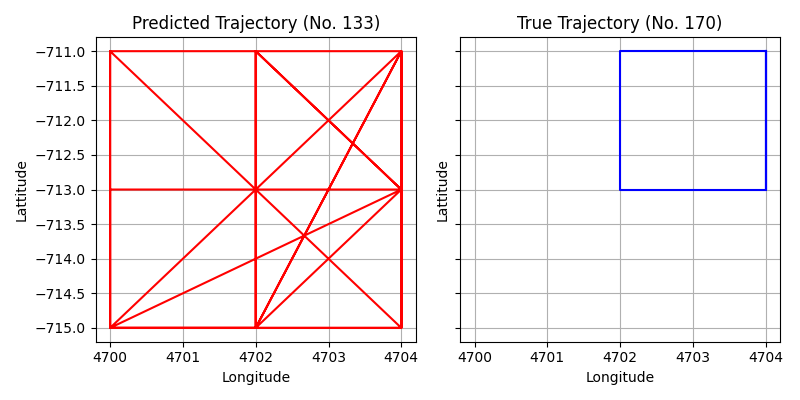 Predicted Trajectory (No. 133)
True Trajectory (No. 170)
−711.0
−711.5
−712.0
−712.5
−713.0
−713.5
−714.0
−714.5
−715.0
Lattitude
Lattitude
4700 4701 4702 4703 4704
4700 4701 4702 4703 4704
Longitude
Longitude